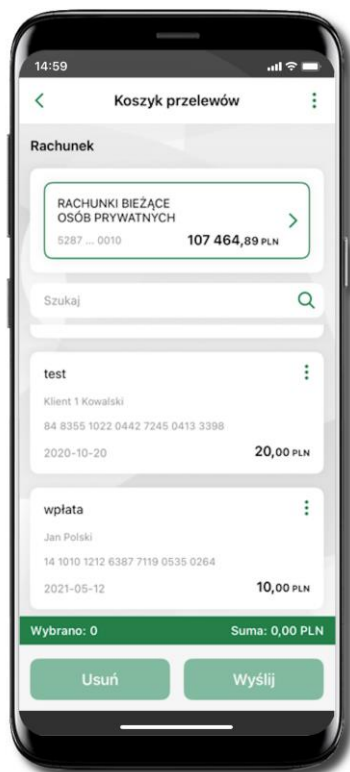 14:59
Koszyk przelewów
Rachunek
RACHUNKI BIEŻĄCE
OSÓB PRYWATNYCH
5287 ... 0010 107 464,89 PLN
Szukaj
test
Klient 1 Kowalski
84 8355 1022 0442 7245 0413 3398
2020-10-20 20,00 PLN
wpłata
Jan Polski
14 1010 1212 6387 7119 0535 0264
2021-05-12 10,00 PLN
Wybrano: 0 Suma: 0,00 PLN
Usuń Wyślij